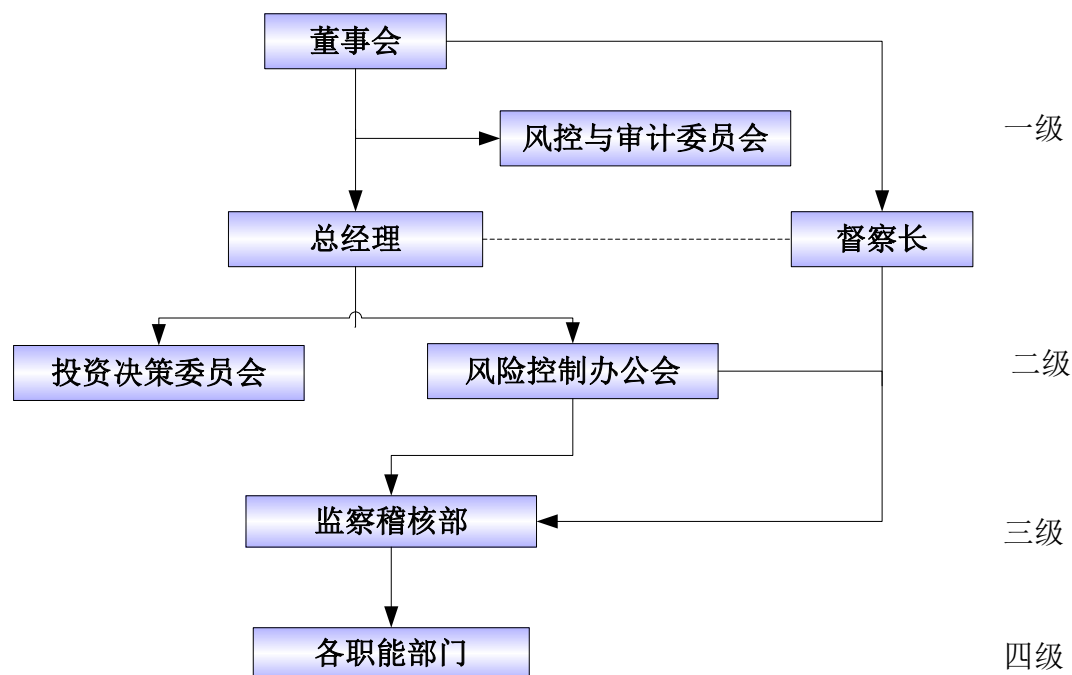 董事会
风控与审计委员会
一级
总经理
督察长
投资决策委员会
风险控制办公会
二级
监察稽核部
三级
各职能部门
四级